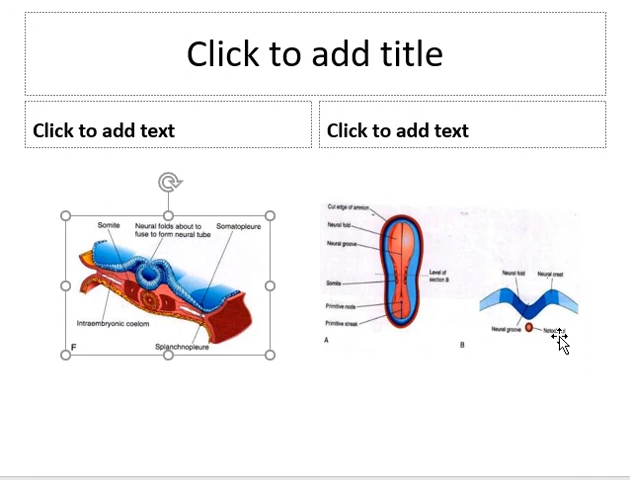 Click to add title
Click to add text
Click to add text
Somite
Neural folds about to
fuse to form neural tube
Somatopleure
Intraembryonic coelom
Splanchnopleure
F
Cut edge of amnion
Neural fold
Neural groove
Somite
Primitive node
Primitive streak
Level of
section B
A
Neural fold
Neural crest
Neural groove
B